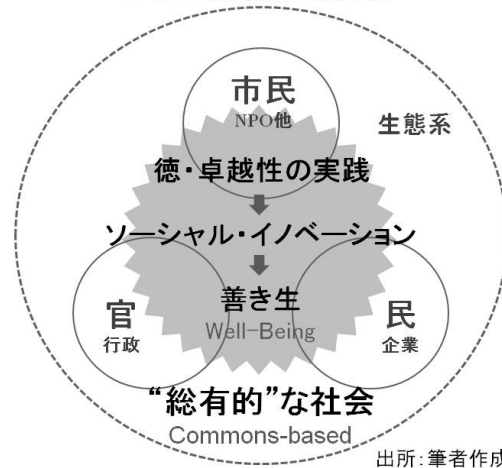 市民
NPO他
生態系
徳・卓越性の実践
ソーシャル・イノベーション
善き生
Well-Being
官
行政
民
企業
“総有的”な社会
Commons-based
出所:筆者作成